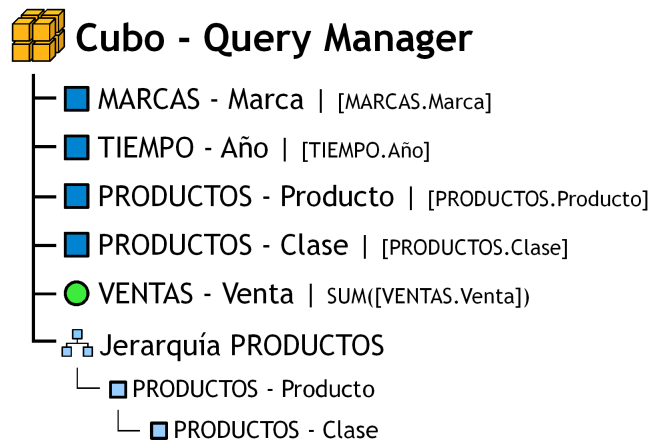 Cubo - Query Manager
MARCAS - Marca | [MARCAS.Marca]
TIEMPO - Año | [TIEMPO.Año]
PRODUCTOS - Producto | [PRODUCTOS.Producto]
PRODUCTOS - Clase | [PRODUCTOS.Clase]
VENTAS - Venta | SUM([VENTAS.Venta])
Jerarquía PRODUCTOS
PRODUCTOS - Producto
PRODUCTOS - Clase